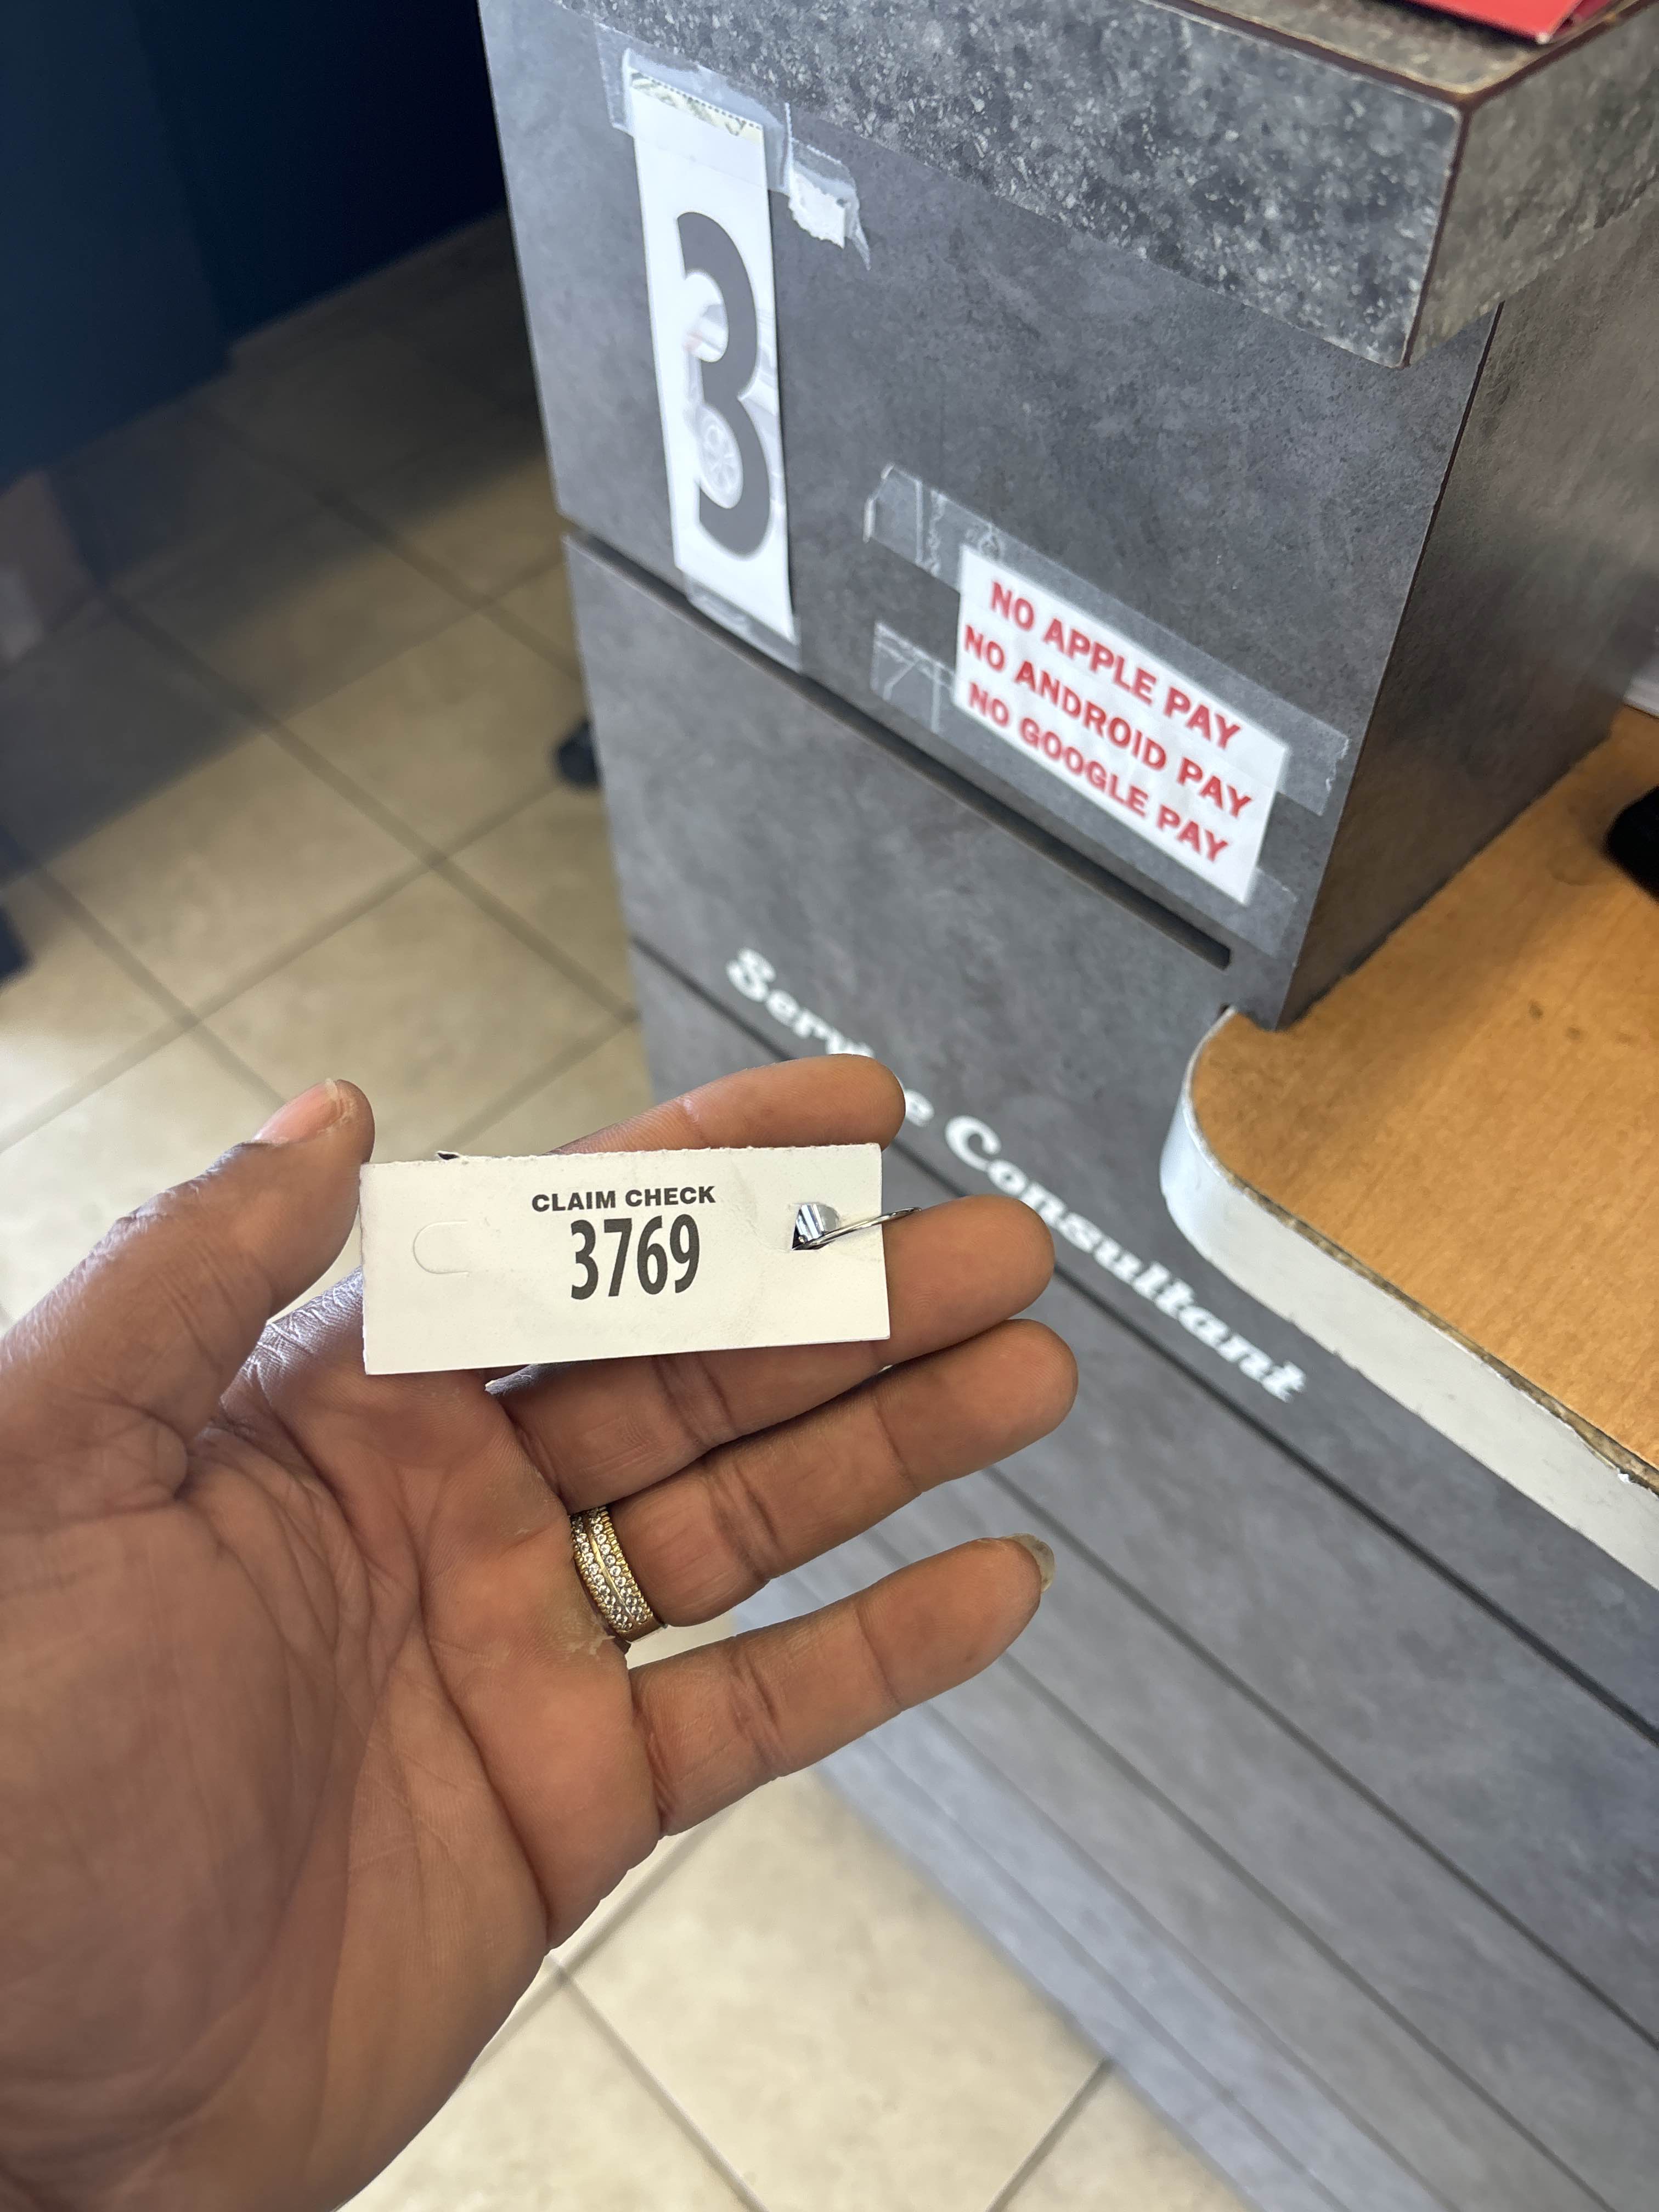 3
NO APPLE PAY
NO ANDROID PAY
NO GOOGLE PAY
Service Consultant
CLAIM CHECK
3769